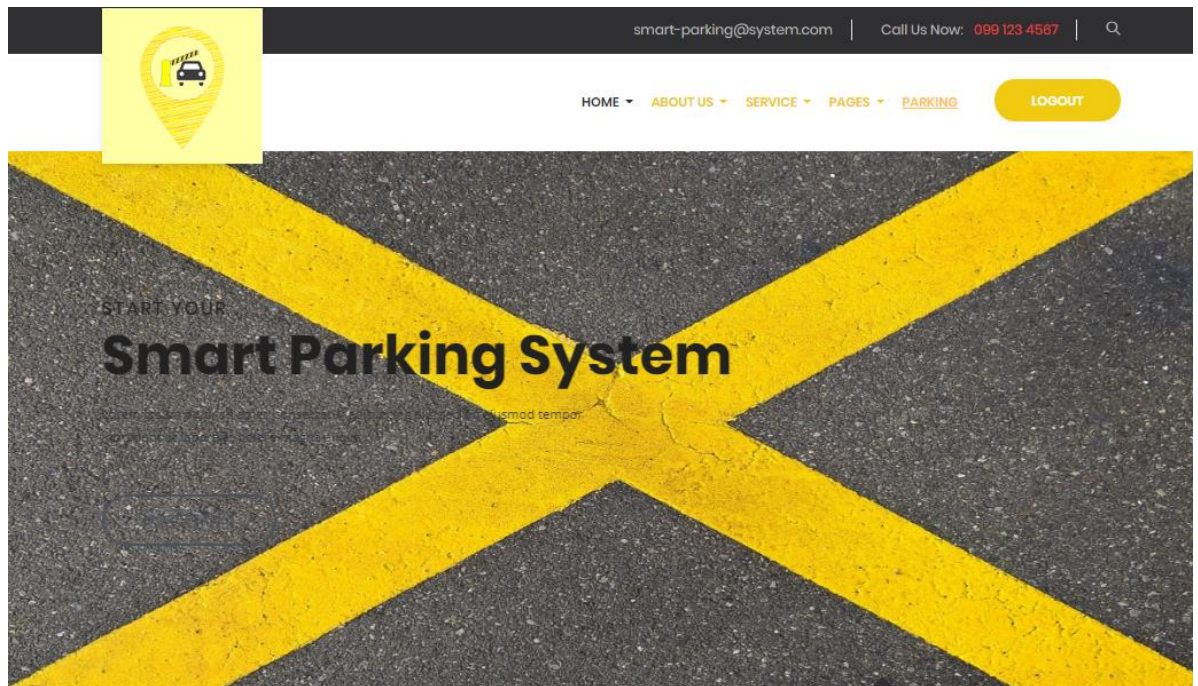 smart-parking@system.com
Call Us Now: 099 123 4567
HOME ABOUT US SERVICE PAGES PARKING LOGOUT
START YOUR
Smart Parking System
eiusmod tempor